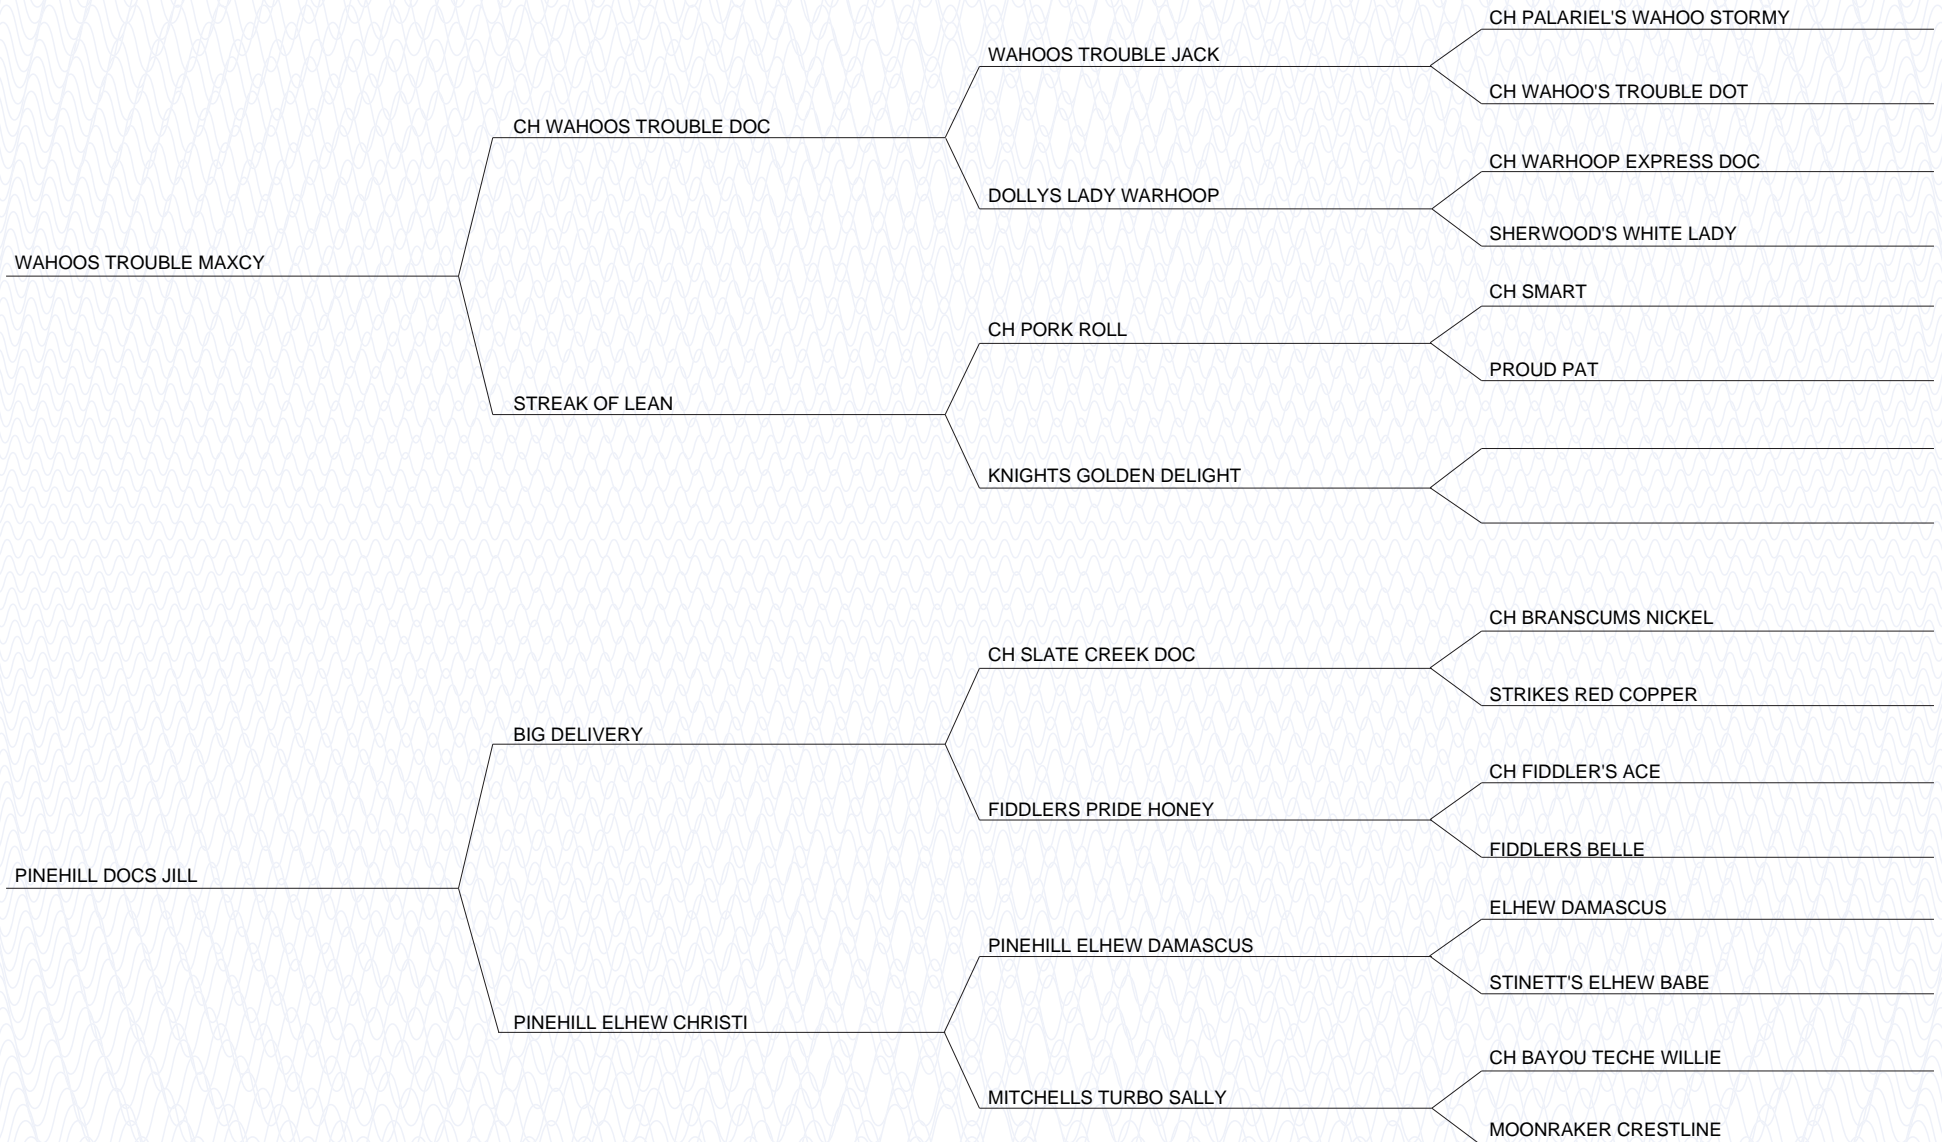 CH PALARIEL'S WAHOO STORMY
WAHOOS TROUBLE JACK
CH WAHOO'S TROUBLE DOT
CH WAHOOS TROUBLE DOC
CH WARHOOP EXPRESS DOC
DOLLYS LADY WARHOOP
SHERWOOD'S WHITE LADY
WAHOOS TROUBLE MAXCY
CH SMART
CH PORK ROLL
PROUD PAT
STREAK OF LEAN
KNIGHTS GOLDEN DELIGHT
CH BRANSCUMS NICKEL
CH SLATE CREEK DOC
STRIKES RED COPPER
BIG DELIVERY
CH FIDDLER'S ACE
FIDDLERS PRIDE HONEY
FIDDLERS BELLE
PINEHILL DOCS JILL
ELHEW DAMASCUS
PINEHILL ELHEW DAMASCUS
STINETT'S ELHEW BABE
PINEHILL ELHEW CHRISTI
CH BAYOU TECHE WILLIE
MITCHELLS TURBO SALLY
MOONRAKER CRESTLINE